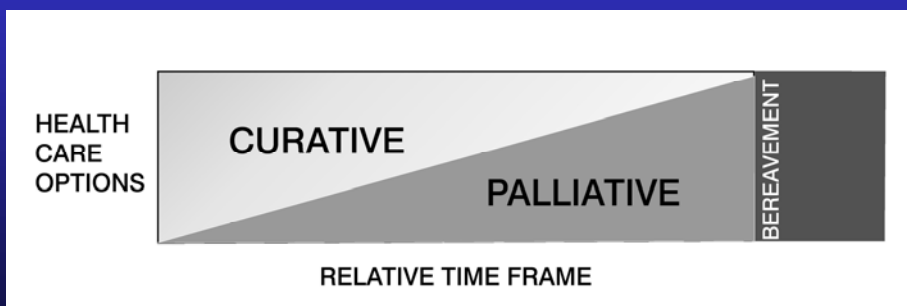 HEALTH
CARE
OPTIONS
CURATIVE
PALLIATIVE
BEREAVEMENT
RELATIVE TIME FRAME